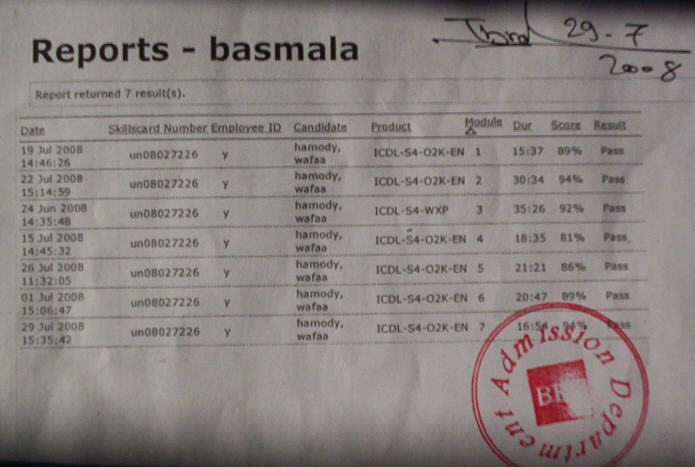 29-7
2008
Reports - basmala
Report returned 7 result(s).
Date Skillscard Number Employee ID Candidate Product Module Dur Score Result
19 Jul 2008 14:46:26 un08027226 y hamody, wafaa ICDL-S4-O2K-EN 1 15:37 89% Pass
22 Jul 2008 15:14:59 un08027226 y hamody, wafaa ICDL-S4-O2K-EN 2 30:34 94% Pass
24 Jun 2008 14:35:48 un08027226 y hamody, wafaa ICDL-S4-WXP 3 35:26 92% Pass
15 Jul 2008 14:45:32 un08027226 y hamody, wafaa ICDL-S4-O2K-EN 4 18:35 81% Pass
26 Jul 2008 11:32:05 un08027226 y hamody, wafaa ICDL-S4-O2K-EN 5 21:21 86% Pass
01 Jul 2008 15:06:47 un08027226 y hamody, wafaa ICDL-S4-O2K-EN 6 20:47 89% Pass
29 Jul 2008 15:35:42 un08027226 y hamody, wafaa ICDL-S4-O2K-EN 7 94% Pass
Admission Department